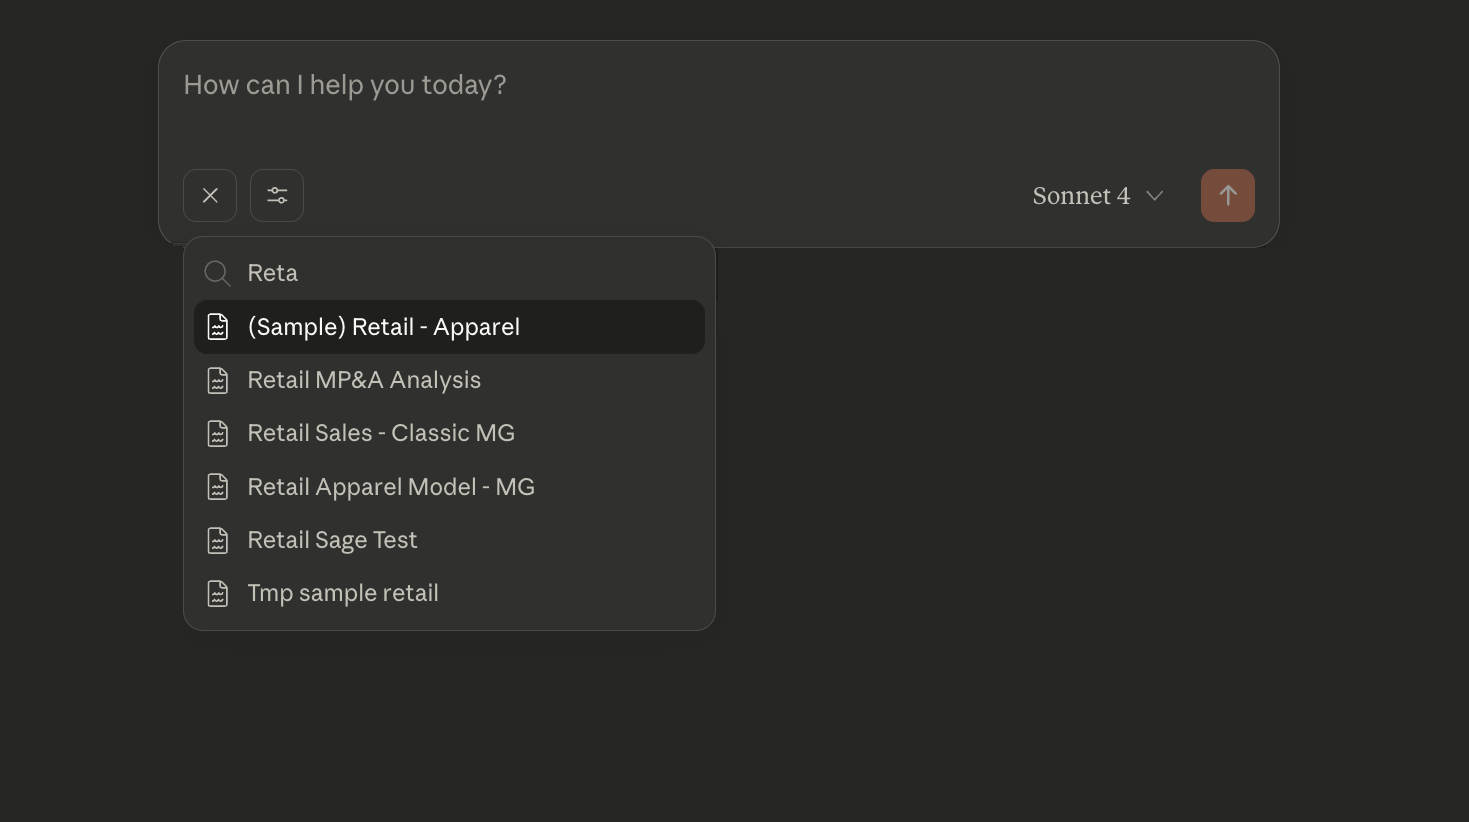 How can I help you today?
Sonnet 4
Reta
(Sample) Retail - Apparel
Retail MP&A Analysis
Retail Sales - Classic MG
Retail Apparel Model - MG
Retail Sage Test
Tmp sample retail